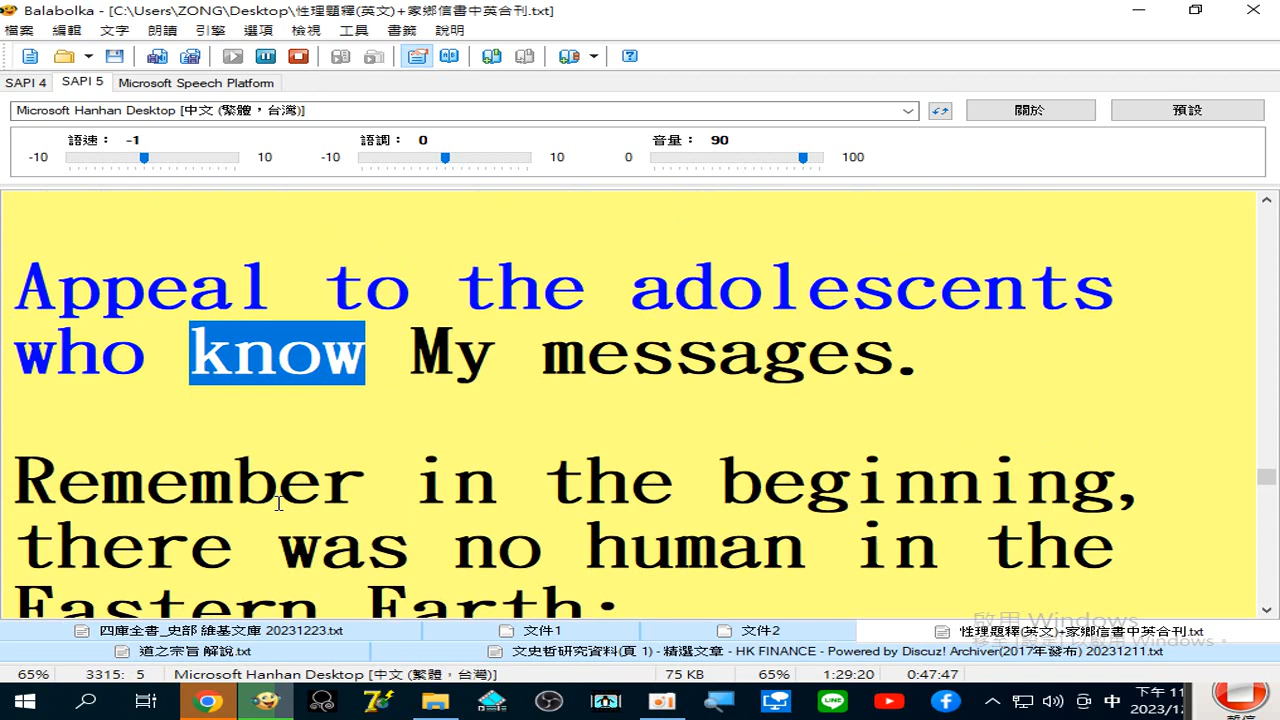 Balabolka - [C:\Users\ZONG\Desktop\性理題釋(英文)+家鄉信書中英合刊.txt]
檔案 編輯 文字 朗讀 引擎 選項 檢視 工具 書籤 說明
SAPI 4 SAPI 5 Microsoft Speech Platform
Microsoft Hanhan Desktop [中文 (繁體，台灣)] 關於 預設
語速： -1 語調： 0 音量： 90
-10 10 -10 10 0 100
Appeal to the adolescents
who know My messages.
Remember in the beginning,
there was no human in the
Eastern Earth;
啟用 Windows
四庫全書_史部 維基文庫 20231223.txt 文件1 文件2 性理題釋(英文)+家鄉信書中英合刊.txt
道之宗旨 解說.txt 文史哲研究資料(頁 1) - 精選文章 - HK FINANCE - Powered by Discuz! Archiver(2017年發布) 20231211.txt
65% 3315: 5 Microsoft Hanhan Desktop [中文 (繁體，台灣)] 75 KB 65% 1:29:20 0:47:47
中 下午 11
2023/12